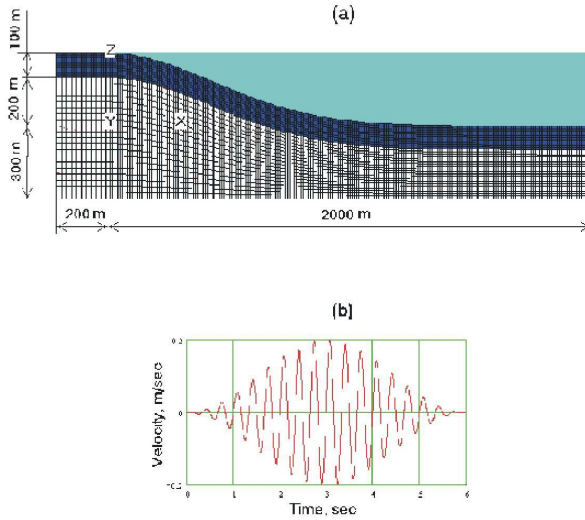 (a)
100 m
200 m
300 m
Z
Y
X
200 m
2000 m
(b)
Velocity, m/sec
0.2
0
-0.2
0
1
2
3
4
5
6
Time, sec